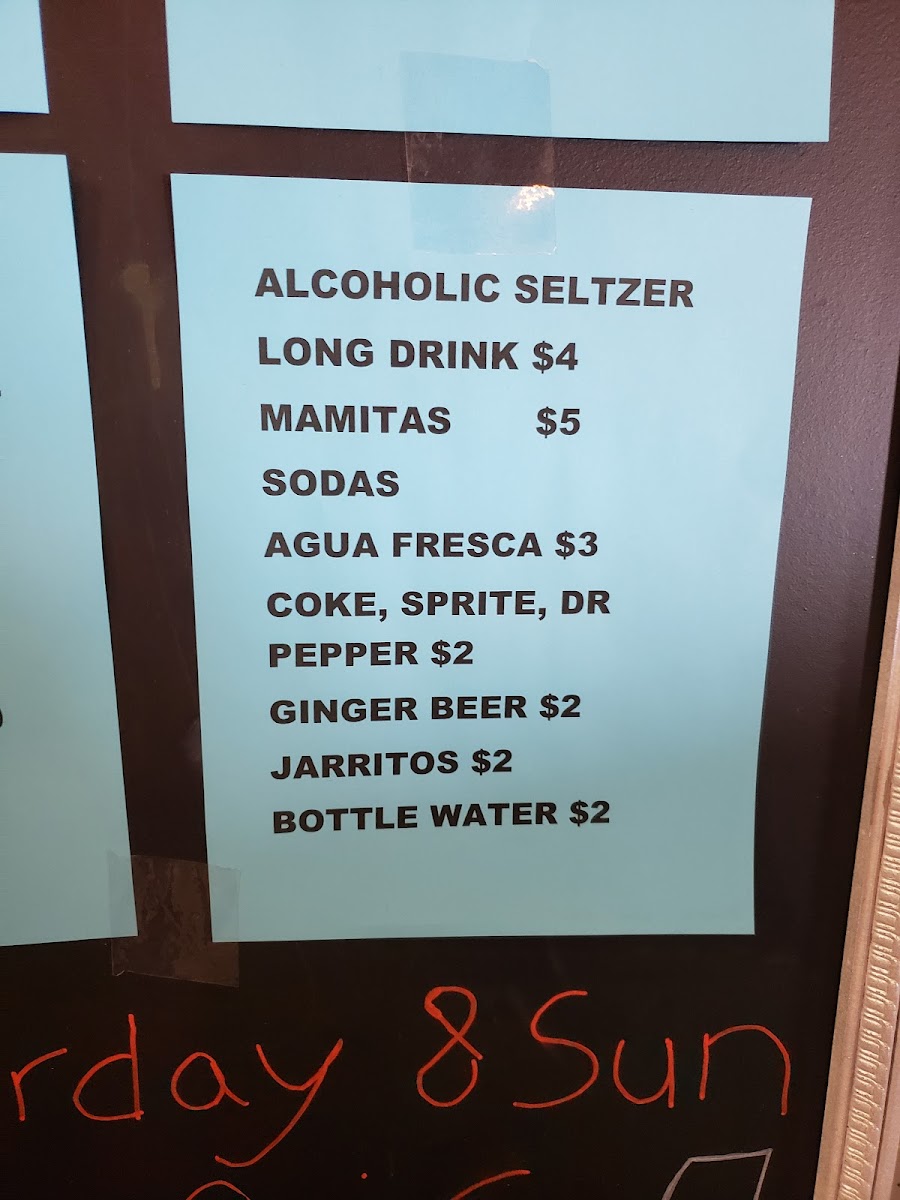 ALCOHOLIC SELTZER
LONG DRINK $4
MAMITAS $5
SODAS
AGUA FRESCA $3
COKE, SPRITE, DR
PEPPER $2
GINGER BEER $2
JARRITOS $2
BOTTLE WATER $2
rday & Sun